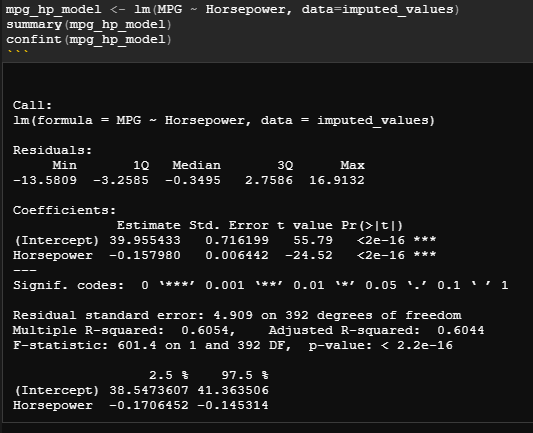 mpg_hp_model <- lm(MPG ~ Horsepower, data=imputed_values)
summary(mpg_hp_model)
confint(mpg_hp_model)
```
Call:
lm(formula = MPG ~ Horsepower, data = imputed_values)
Residuals:
     Min       1Q   Median       3Q      Max
-13.5809  -3.2585  -0.3495   2.7586  16.9132
Coefficients:
             Estimate Std. Error t value Pr(>|t|)
(Intercept) 39.955433   0.716199   55.79   <2e-16 ***
Horsepower  -0.157980   0.006442  -24.52   <2e-16 ***
---
Signif. codes:  0 ‘***’ 0.001 ‘**’ 0.01 ‘*’ 0.05 ‘.’ 0.1 ‘ ’ 1
Residual standard error: 4.909 on 392 degrees of freedom
Multiple R-squared:  0.6054,    Adjusted R-squared:  0.6044
F-statistic: 601.4 on 1 and 392 DF,  p-value: < 2.2e-16
                 2.5 %    97.5 %
(Intercept) 38.5473607 41.363506
Horsepower  -0.1706452 -0.145314